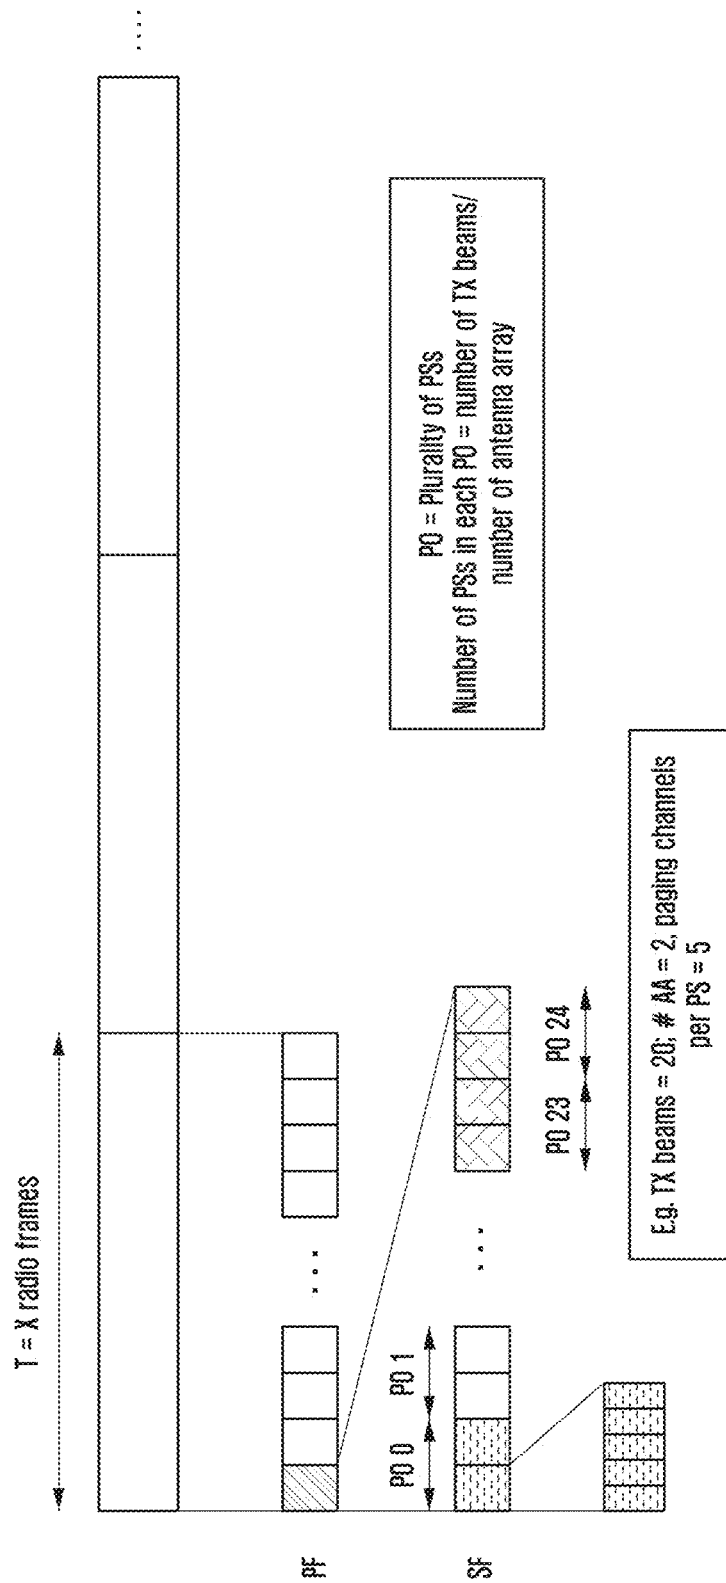 T = X radio frames
PF
PO 0
PO 1
SF
PO 23
PO 24
PO = Plurality of PSs
Number of PSs in each PO = number of TX beams/
number of antenna array
E.g. TX beams = 20; # AA = 2, paging channels
per PS = 5